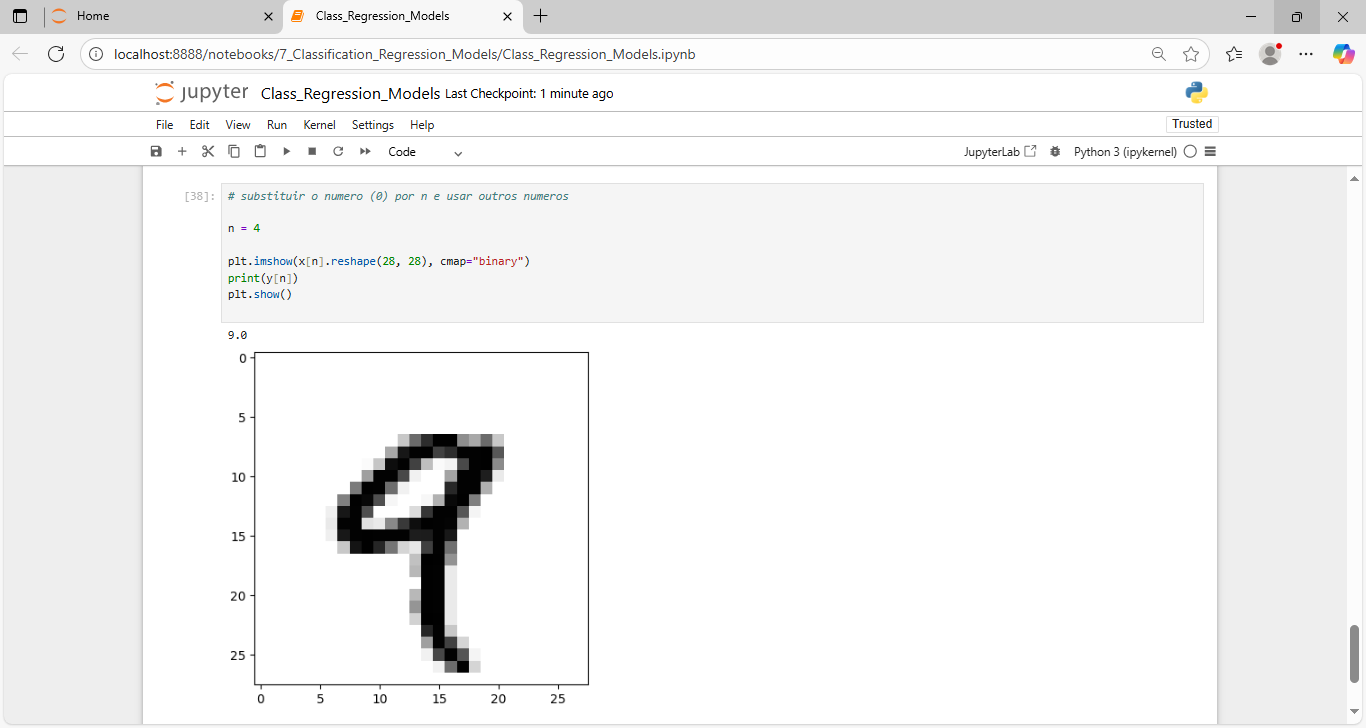 Home
Class_Regression_Models
localhost:8888/notebooks/7_Classification_Regression_Models/Class_Regression_Models.ipynb
jupyter Class_Regression_Models Last Checkpoint: 1 minute ago
File Edit View Run Kernel Settings Help Trusted
Code JupyterLab Python 3 (ipykernel)
[38]: # substituir o numero (0) por n e usar outros numeros
n = 4
plt.imshow(x[n].reshape(28, 28), cmap="binary")
print(y[n])
plt.show()
9.0
0
5
10
15
20
25
0 5 10 15 20 25